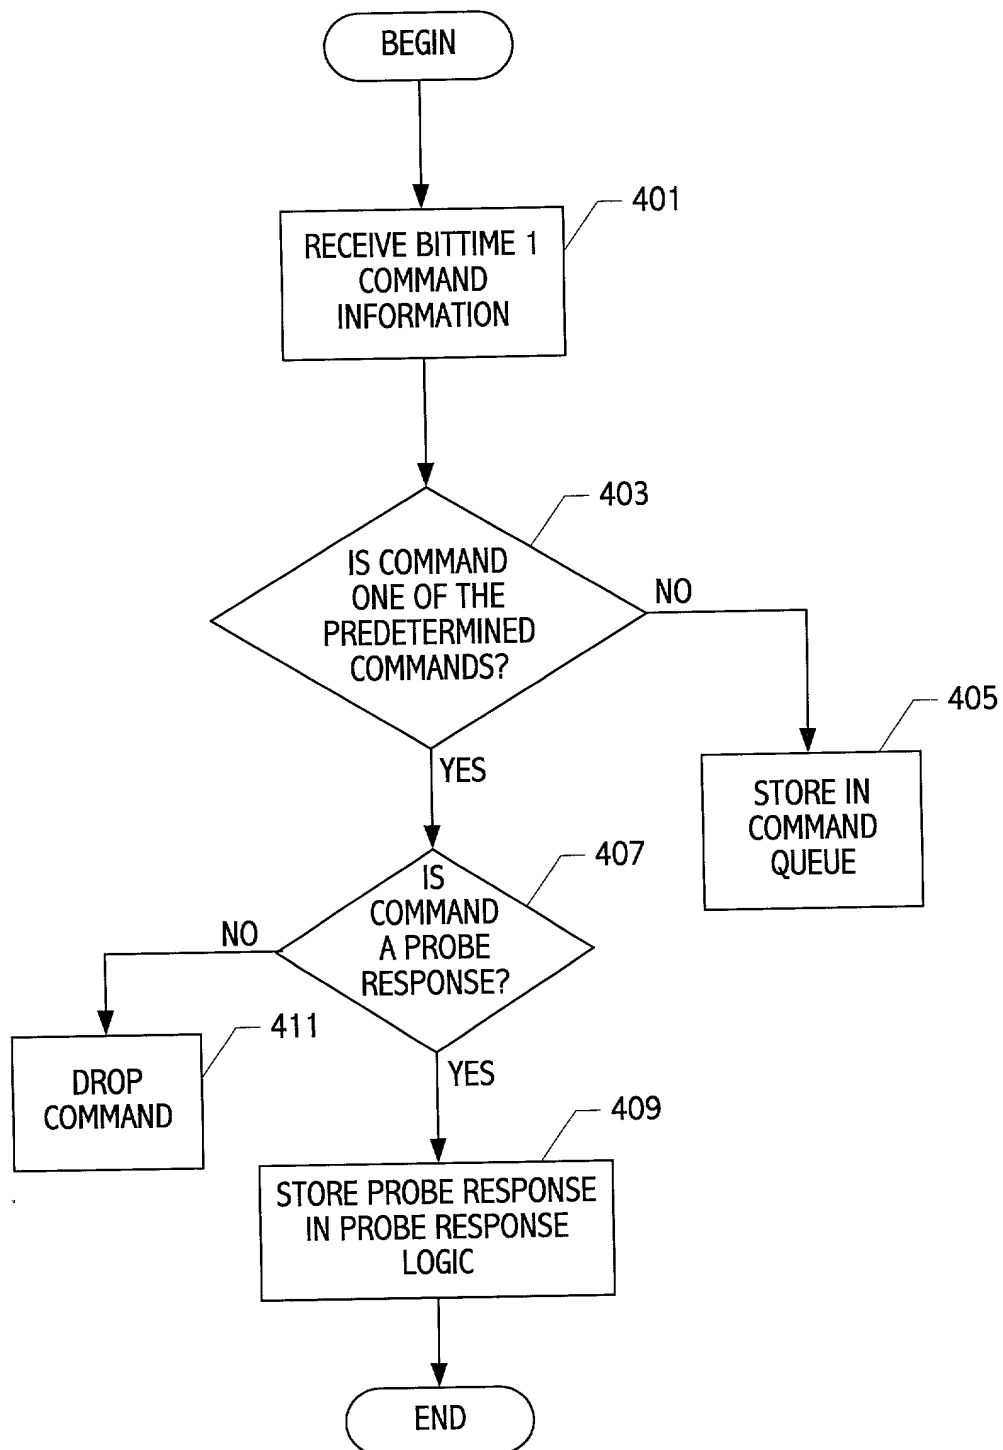 BEGIN
401
RECEIVE BITTIME 1
COMMAND
INFORMATION
403
IS COMMAND
ONE OF THE
PREDETERMINED
COMMANDS?
NO
YES
405
STORE IN
COMMAND
QUEUE
407
IS
COMMAND
A PROBE
RESPONSE?
NO
YES
411
DROP
COMMAND
409
STORE PROBE RESPONSE
IN PROBE RESPONSE
LOGIC
END